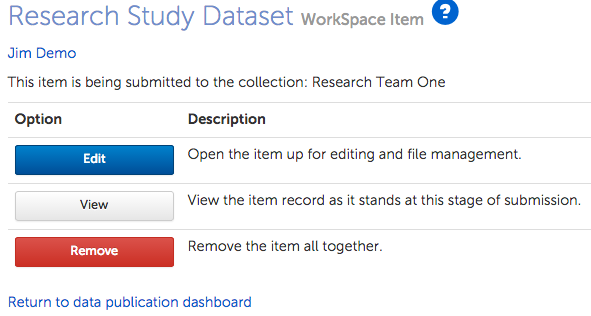 Research Study Dataset WorkSpace Item ?
Jim Demo
This item is being submitted to the collection: Research Team One
Option Description
Edit Open the item up for editing and file management.
View View the item record as it stands at this stage of submission.
Remove Remove the item all together.
Return to data publication dashboard